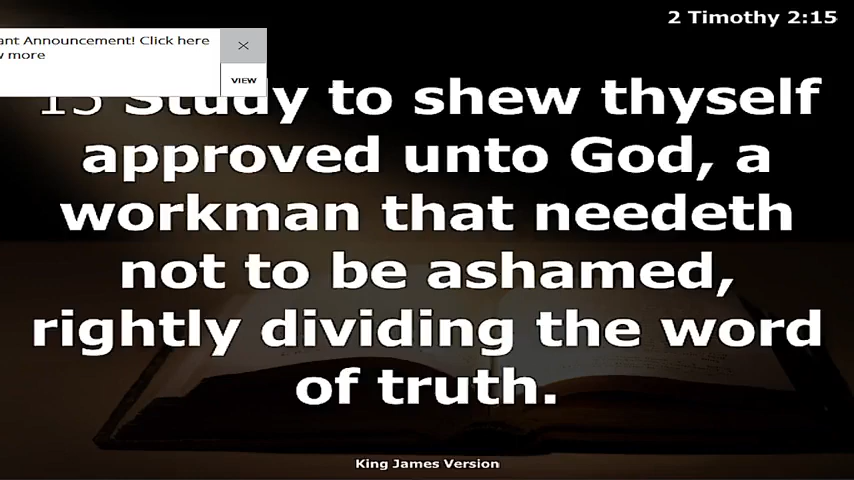 2 Timothy 2:15
ant Announcement! Click here
more
VIEW
15 Study to shew thyself
approved unto God, a
workman that needeth
not to be ashamed,
rightly dividing the word
of truth.
King James Version